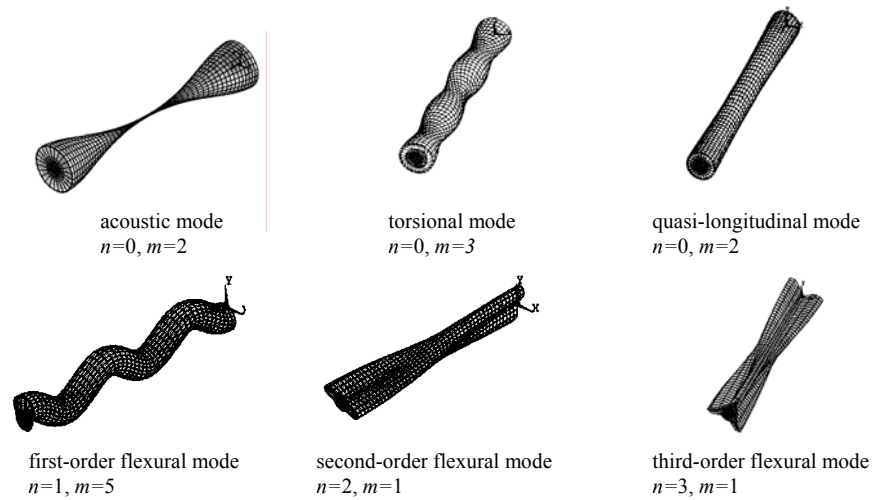 acoustic mode
n=0, m=2
torsional mode
n=0, m=3
quasi-longitudinal mode
n=0, m=2
Y
Y
X
first-order flexural mode
n=1, m=5
second-order flexural mode
n=2, m=1
third-order flexural mode
n=3, m=1